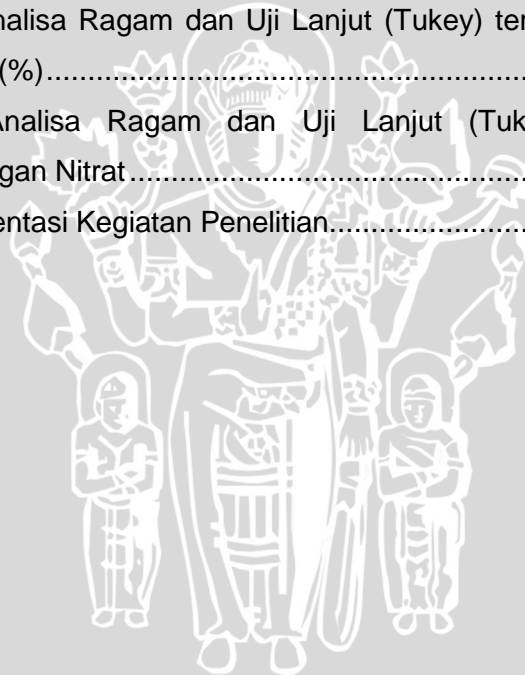 nalisa Ragam dan Uji Lanjut (Tukey) ter
(%)..............................................................
Analisa Ragam dan Uji Lanjut (Tuk
gan Nitrat....................................................
entasi Kegiatan Penelitian...........................